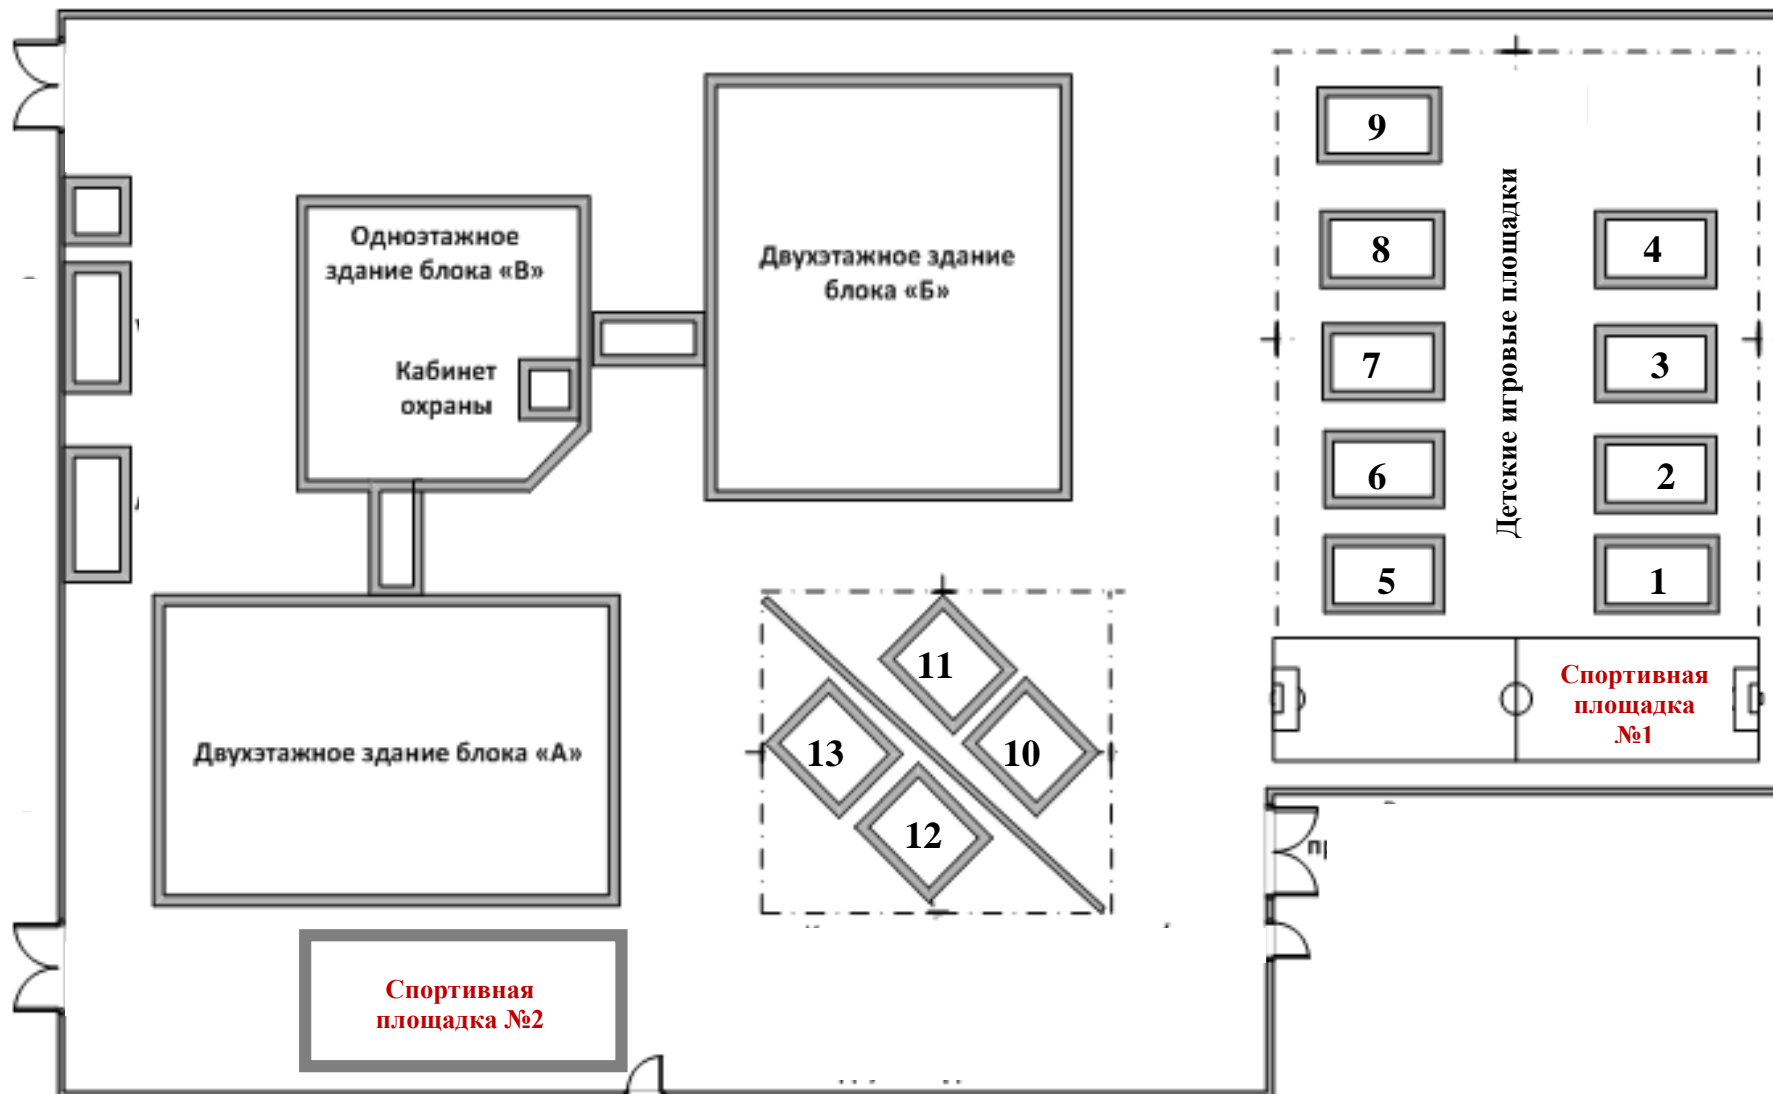 Одноэтажное
здание блока «В»
Кабинет
охраны
Двухэтажное здание
блока «Б»
9
8
7
6
5
4
3
2
1
Детские игровые площадки
Спортивная
площадка
№1
11
10
13
12
Двухэтажное здание блока «А»
Спортивная
площадка №2